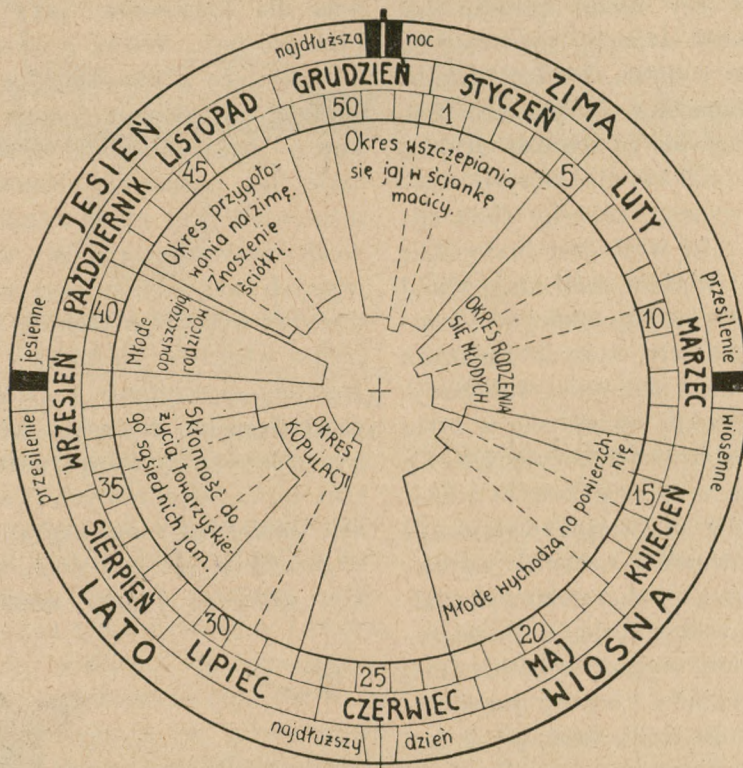 najdłuższa noc
GRUDZIEŃ
STYCZEŃ
ZIMA
LUTY
przesilenie
wiosenne
MARZEC
KWIECIEŃ
WIOSNA
MAJ
CZERWIEC
najdłuższy dzień
LIPIEC
LATO
SIERPIEŃ
przesilenie
jesienne
WRZESIEŃ
PAŹDZIERNIK
JESIEŃ
LISTOPAD
50
1
5
10
15
20
25
30
35
40
45
Okres wszczepiania
się jaj w ściankę
macicy.
OKRES RODZENIA
SIĘ MŁODYCH
Młode wychodzą na powierzch-
nię
OKRES
KOPULACJI
Skłonność do
życia towarzyskie-
go sąsiednich jam.
Młode
opuszczają
rodziców
Okres przygoto-
wania na zimę.
Znoszenie
ściółki.